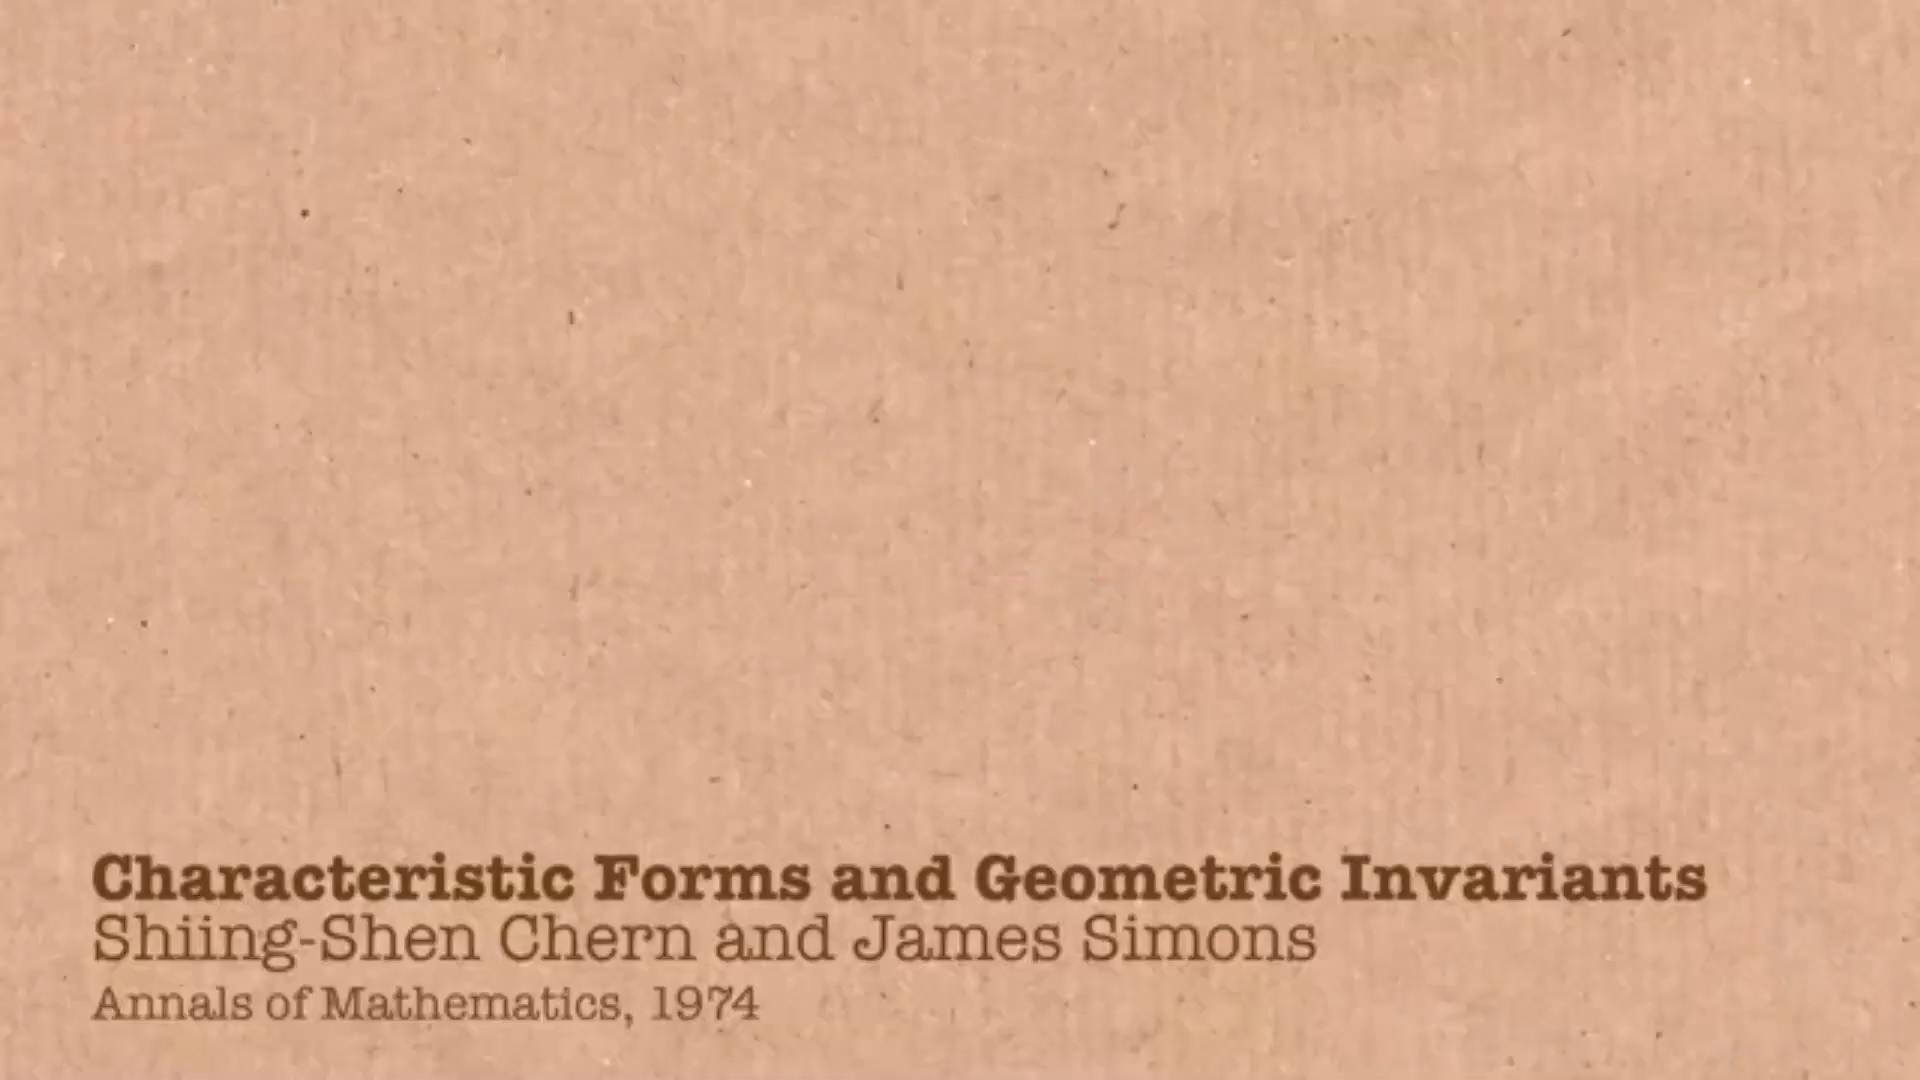 Characteristic Forms and Geometric Invariants
Shiing-Shen Chern and James Simons
Annals of Mathematics, 1974